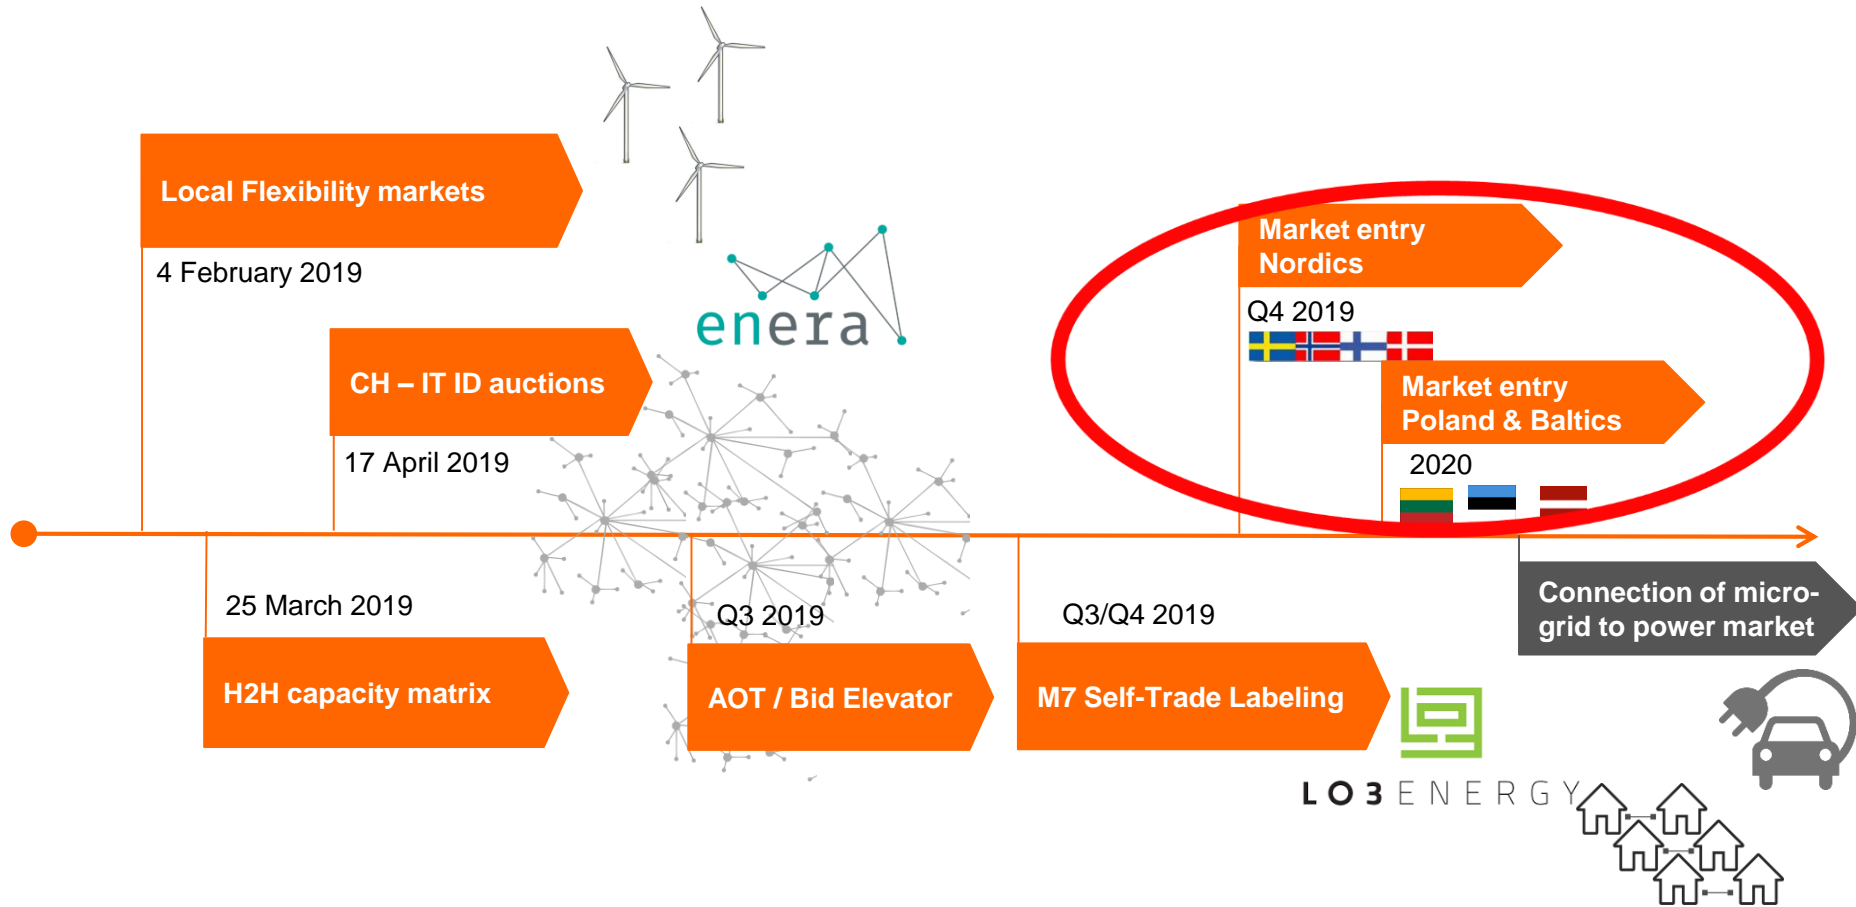 Local Flexibility markets
4 February 2019
enera
CH – IT ID auctions
17 April 2019
Market entry
Nordics
Q4 2019
Market entry
Poland & Baltics
2020
25 March 2019
H2H capacity matrix
Q3 2019
AOT / Bid Elevator
Q3/Q4 2019
M7 Self-Trade Labeling
Connection of micro-
grid to power market
LO3ENERGY